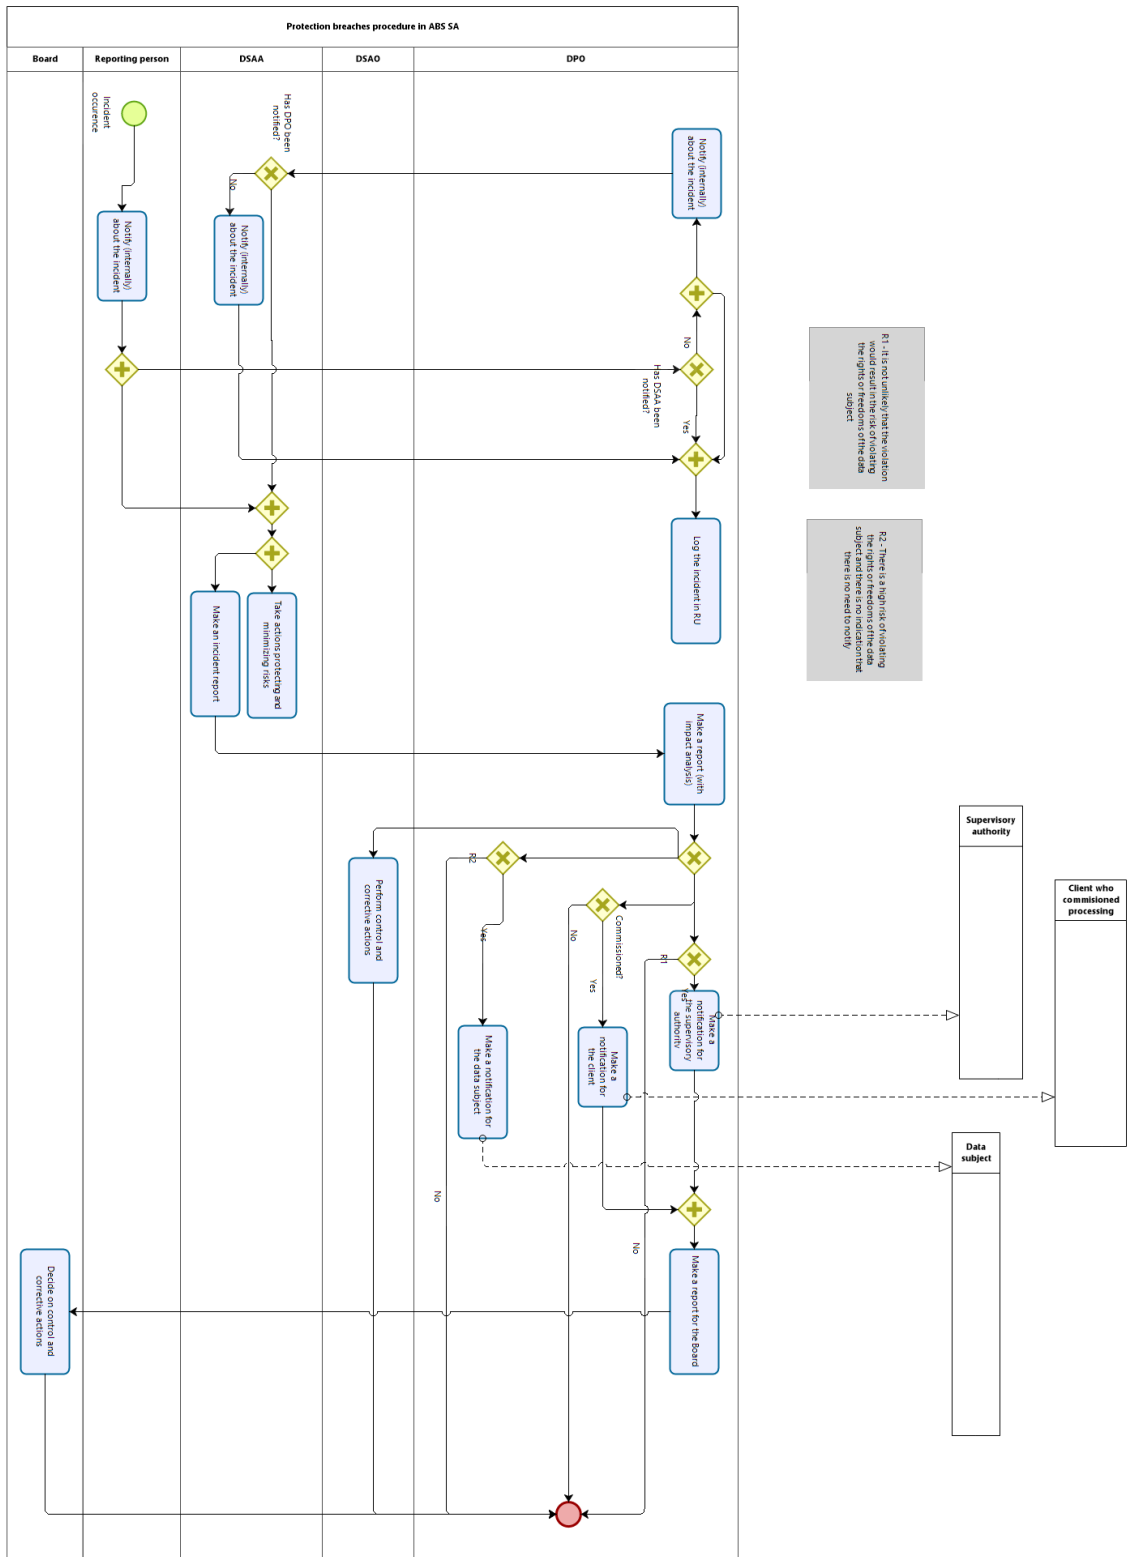 Protection breaches procedure in ABS SA
Board
Reporting person
DSAA
DSAO
DPO
Incident
occurence
Has DPO been
notified?
Notify (internally)
about the incident
No
Notify (internally)
about the incident
Notify (internally)
about the incident
No
Has DSAA been
notified?
Yes
R1 - It is not unlikely that the violation
would result in the risk of violating
the rights or freedoms of the data
subject
Log the incident in RU
R2 - There is a high risk of violating
the rights or freedoms of the data
subject and there is no indication that
there is no need to notify
Make an incident report
Take actions protecting and
minimizing risks
Make a report (with
impact analysis)
Supervisory
authority
Client who
commisioned
processing
R2
Perform control and
corrective actions
Yes
No
Commissioned?
Yes
R1
Yes
Make a
notification for
the supervisory
authority
Make a notification for
the data subject
Make a
notification for
the client
Data
subject
No
No
Decide on control and
corrective actions
Make a report for the Board